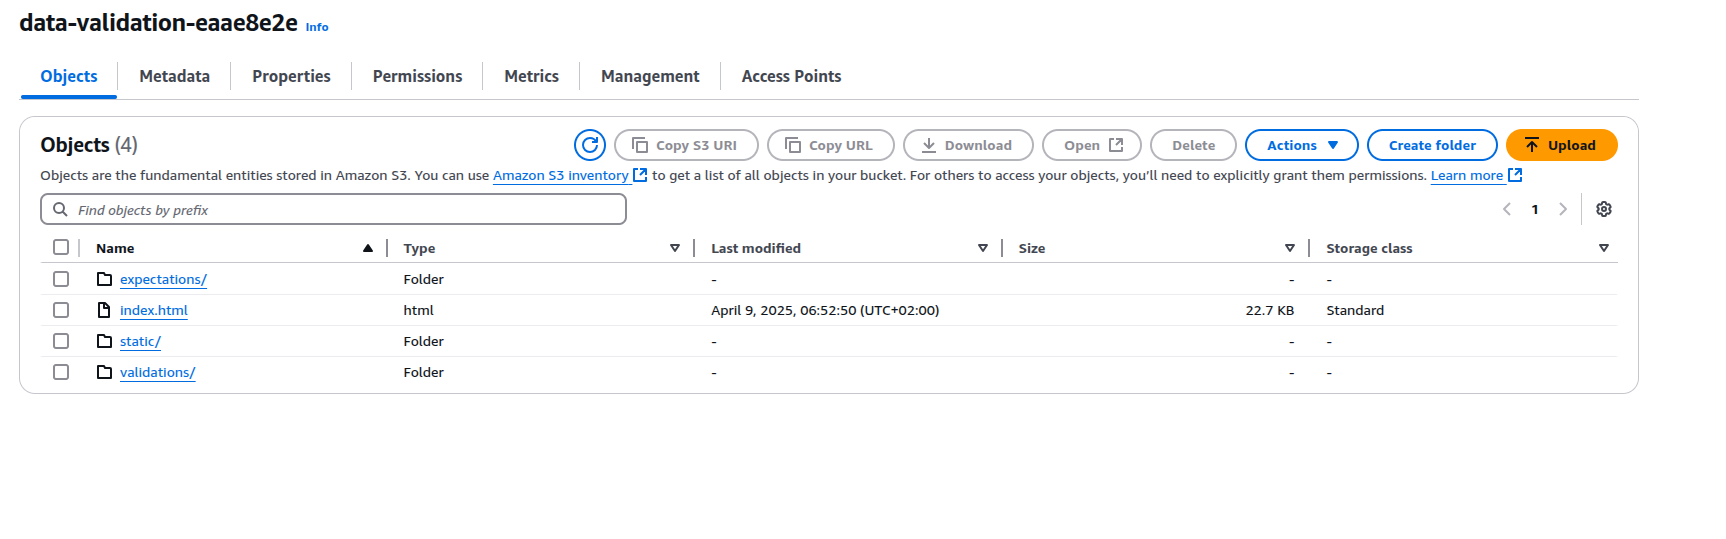 data-validation-eaae8e2e Info
Objects Metadata Properties Permissions Metrics Management Access Points
Objects (4) Copy S3 URI Copy URL Download Open Delete Actions Create folder Upload
Objects are the fundamental entities stored in Amazon S3. You can use Amazon S3 inventory to get a list of all objects in your bucket. For others to access your objects, you'll need to explicitly grant them permissions. Learn more
Find objects by prefix 1
Name Type Last modified Size Storage class
expectations/ Folder - - -
index.html html April 9, 2025, 06:52:50 (UTC+02:00) 22.7 KB Standard
static/ Folder - - -
validations/ Folder - - -